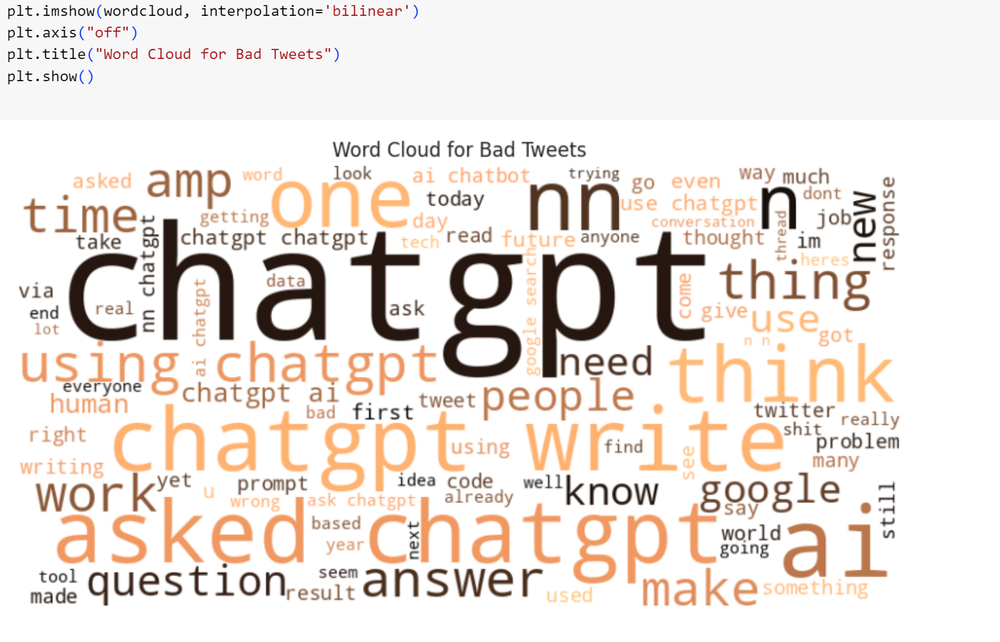 plt.imshow(wordcloud, interpolation='bilinear')
plt.axis("off")
plt.title("Word Cloud for Bad Tweets")
plt.show()
Word Cloud for Bad Tweets
asked
amp
word
look
ai chatbot
trying
go
even
way
much
time
one
today
nn
use chatgpt
n
dont
new
response
getting
day
conversation
thread
job
take
nn chatgpt
chatgpt chatgpt
tech
read
future
anyone
thought
im
heres
chatgpt
via
end
lot
real
ai chatgpt
data
ask
google search
come
thing
give
use
got
n n
using chatgpt
need
think
everyone
human
chatgpt ai
bad
first
tweet
people
twitter
really
shit
problem
many
right
chatgpt write
using
find
see
writing
work
yet
u
prompt
wrong
ask chatgpt
idea
code
already
well
know
google
say
still
asked chatgpt
based
year
next
world
going
ai
tool
made
question
result
seem
answer
used
make
something